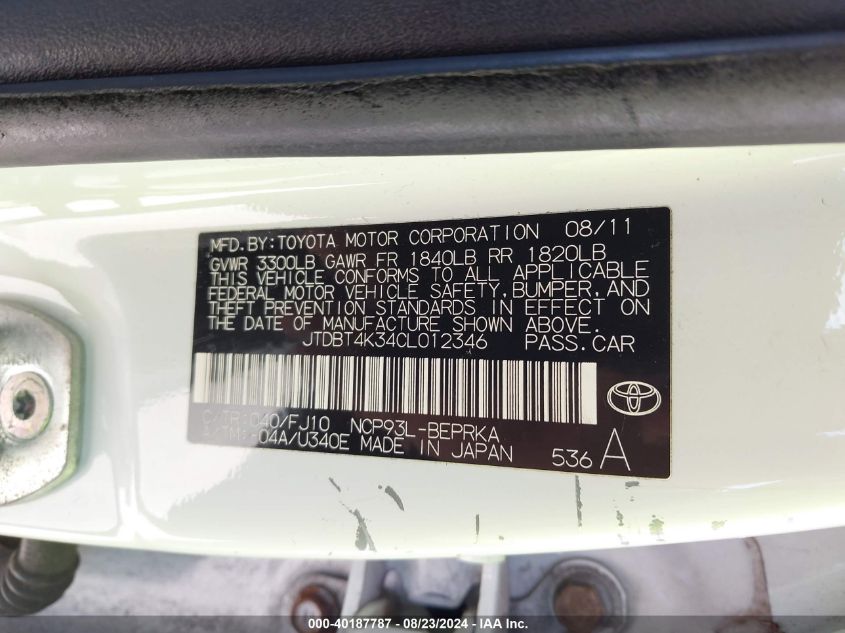 MFD. BY: TOYOTA MOTOR CORPORATION 08/11
GVWR 3300LB GAWR FR 1840LB RR 1820LB
THIS VEHICLE CONFORMS TO ALL APPLICABLE
FEDERAL MOTOR VEHICLE SAFETY, BUMPER, AND
THEFT PREVENTION STANDARDS IN EFFECT ON
THE DATE OF MANUFACTURE SHOWN ABOVE.
JTDBT4K34CL012346 PASS. CAR
C/TR: 040/FJ10 NCP93L-BEPRKA
A/TM: -04A/U340E MADE IN JAPAN
536 A
000-40187787 - 08/23/2024 - IAA, Inc.